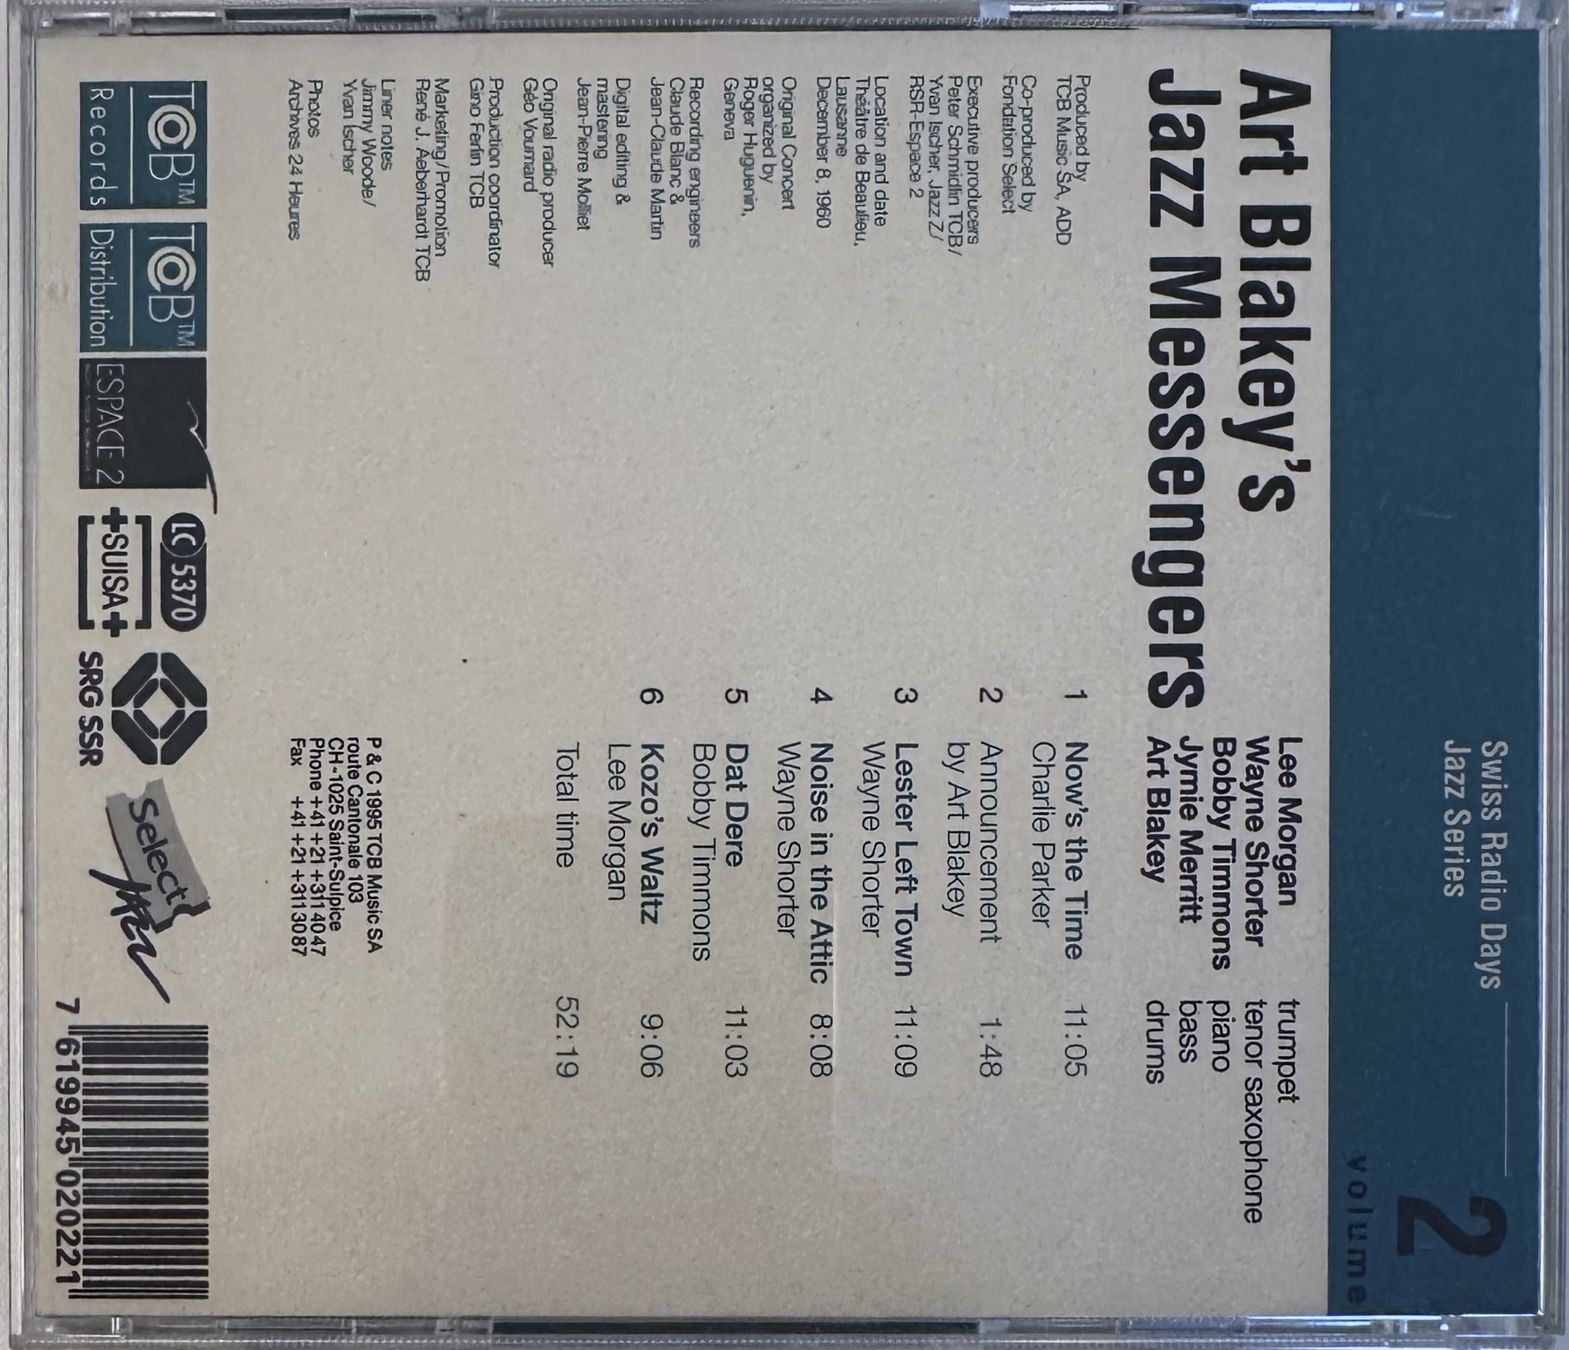 Swiss Radio Days
Jazz Series
2
volume
Art Blakey's
Jazz Messengers
Lee Morgan trumpet
Wayne Shorter tenor saxophone
Bobby Timmons piano
Jymie Merritt bass
Art Blakey drums
Produced by
TCB Music SA, ADD
Co-produced by
Fondation Select
Executive producers
Peter Schmidlin TCB/
Yvan Ischer, Jazz Z/
RSR-Espace 2
Location and date
Théâtre de Beaulieu,
Lausanne
December 8, 1960
Original Concert
organized by
Roger Huguenin,
Geneva
Recording engineers
Claude Blanc &
Jean-Claude Martin
Digital editing &
mastering
Jean-Pierre Molliet
Original radio producer
Géo Voumard
Production coordinator
Gino Ferlin TCB
Marketing/Promotion
René J. Aeberhardt TCB
Liner notes
Jimmy Woode/
Yvan Ischer
Photos
Archives 24 Heures
1 Now's the Time 11:05
Charlie Parker
2 Announcement 1:48
by Art Blakey
3 Lester Left Town 11:09
Wayne Shorter
4 Noise in the Attic 8:08
Wayne Shorter
5 Dat Dere 11:03
Bobby Timmons
6 Kozo's Waltz 9:06
Lee Morgan
Total time 52:19
P & C 1995 TCB Music SA
route Cantonale 103
CH-1025 Saint-Sulpice
Phone +41 +21 +311 40 47
Fax +41 +21 +311 30 87
TCB™
Records
TCB™
Distribution
ESPACE 2
LC 5370
SUISA
SRG SSR
Select
7 619945 020221